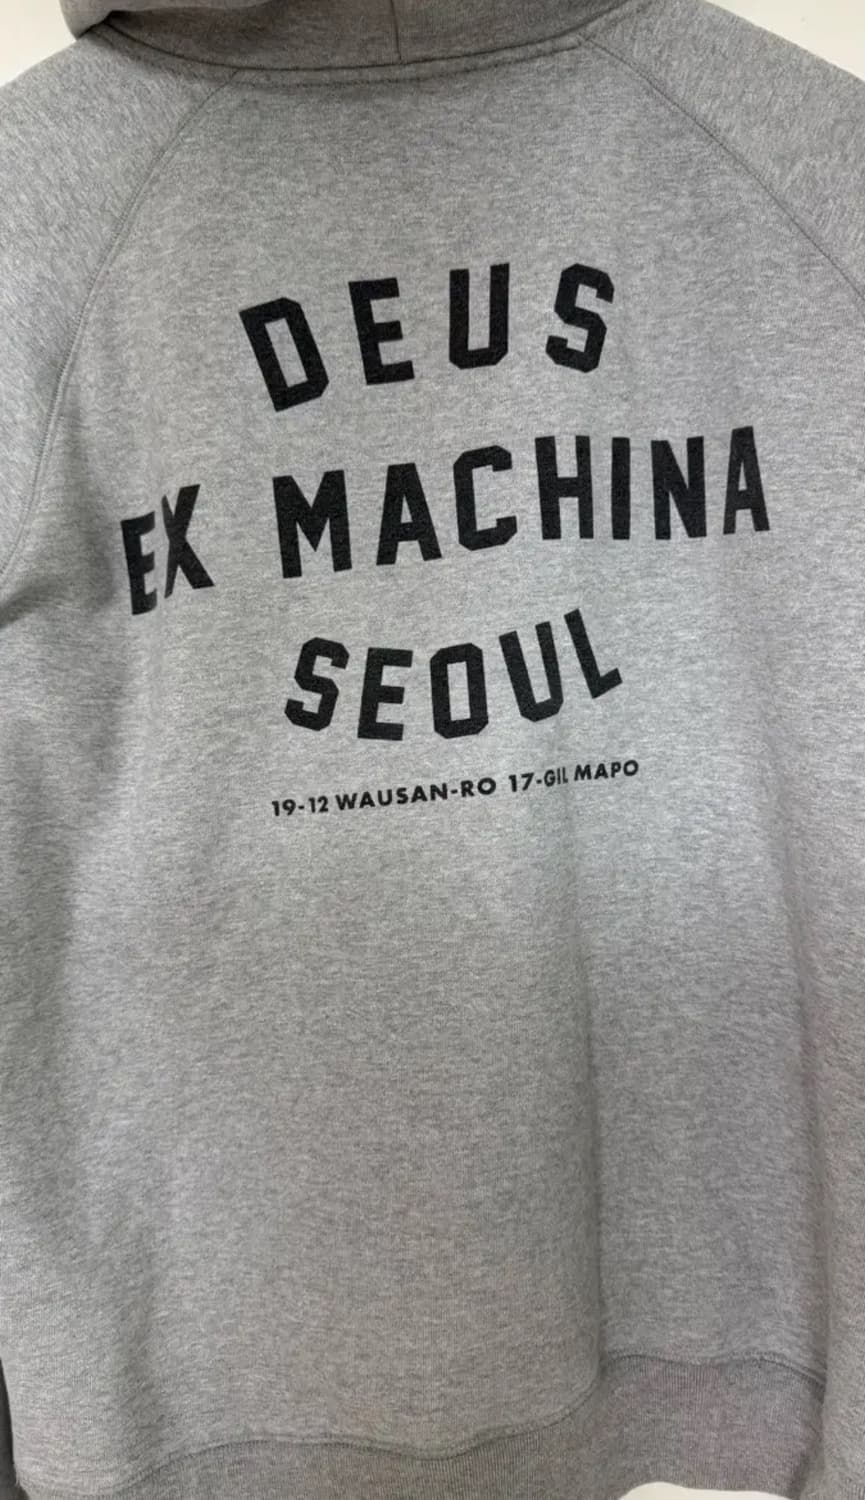 DEUS
EX MACHINA
SEOUL
19-12 WAUSAN-RO 17-GIL MAPO